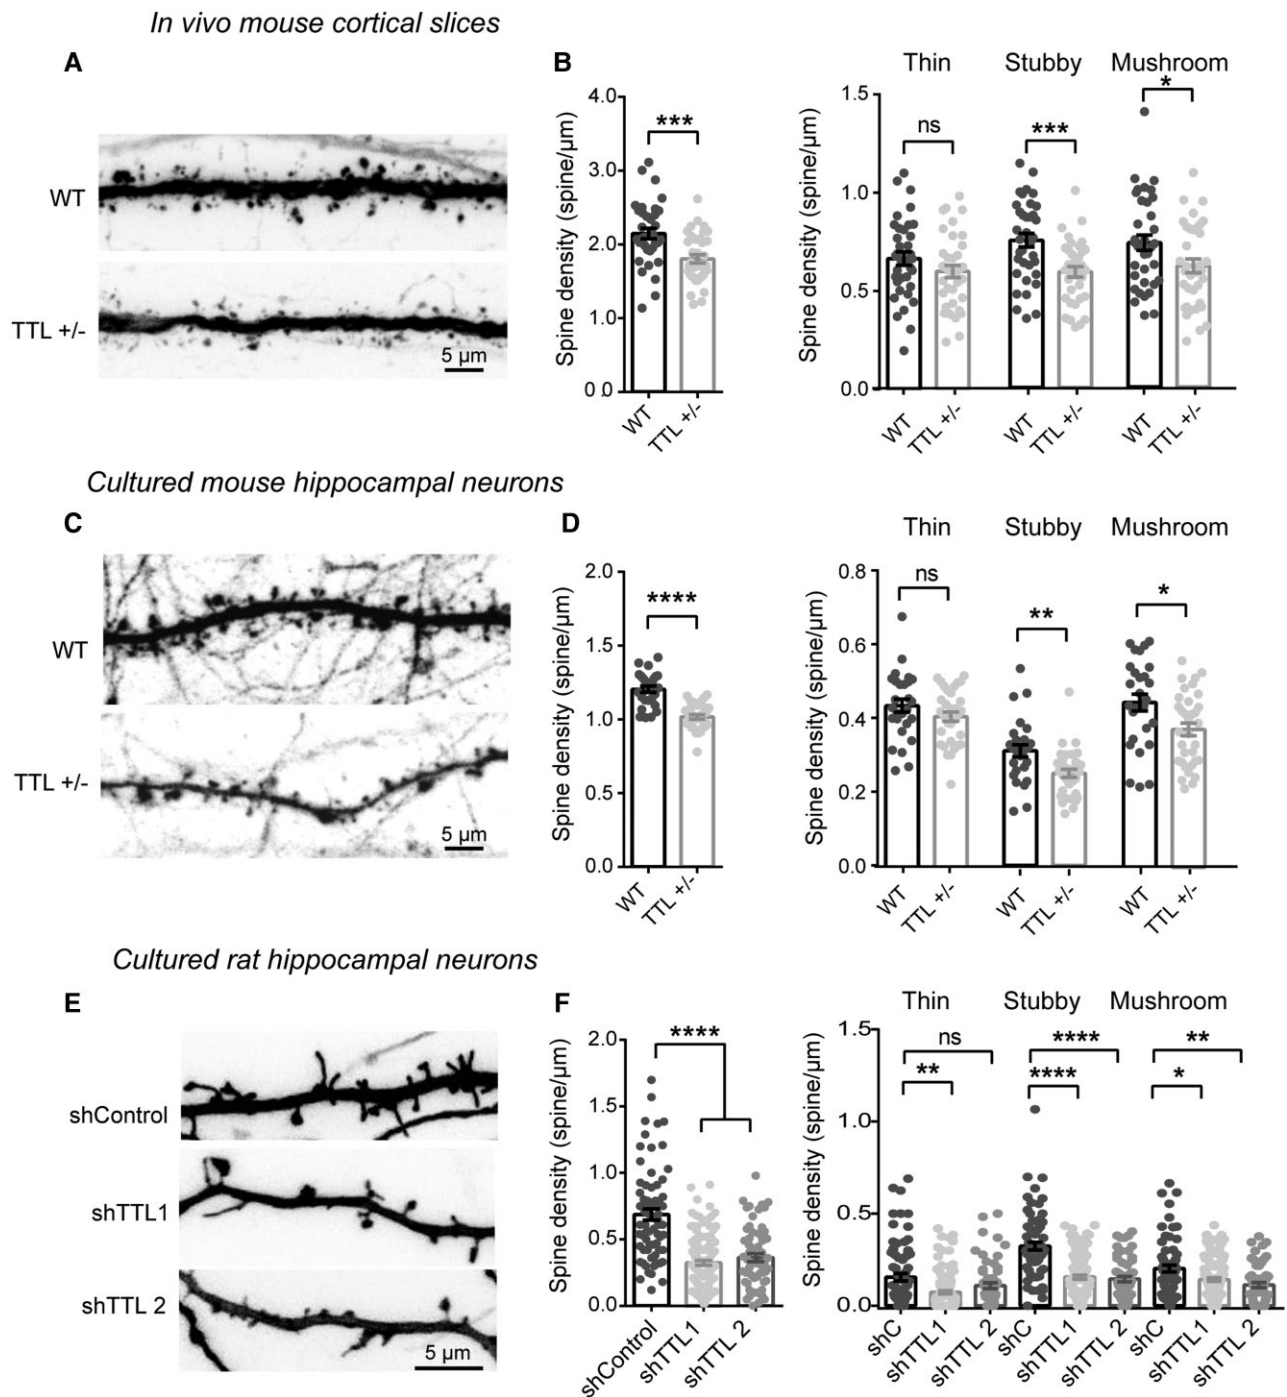 In vivo mouse cortical slices
A
WT
TTL +/-
5 µm
B
Spine density (spine/µm)
4.0
3.0
2.0
1.0
0.0
***
WT
TTL +/-
Thin
Stubby
Mushroom
Spine density (spine/µm)
1.5
1.0
0.5
0.0
ns
***
*
WT
TTL +/-
WT
TTL +/-
WT
TTL +/-
Cultured mouse hippocampal neurons
C
WT
TTL +/-
5 µm
D
Spine density (spine/µm)
2.0
1.5
1.0
0.5
0.0
****
WT
TTL +/-
Thin
Stubby
Mushroom
Spine density (spine/µm)
0.8
0.6
0.4
0.2
0.0
ns
**
*
WT
TTL +/-
WT
TTL +/-
WT
TTL +/-
Cultured rat hippocampal neurons
E
shControl
shTTL1
shTTL 2
5 µm
F
Spine density (spine/µm)
2.0
1.5
1.0
0.5
0.0
****
shControl
shTTL1
shTTL 2
Thin
Stubby
Mushroom
Spine density (spine/µm)
1.5
1.0
0.5
0.0
ns
**
****
****
**
*
shC
shTTL1
shTTL 2
shC
shTTL1
shTTL 2
shC
shTTL1
shTTL 2